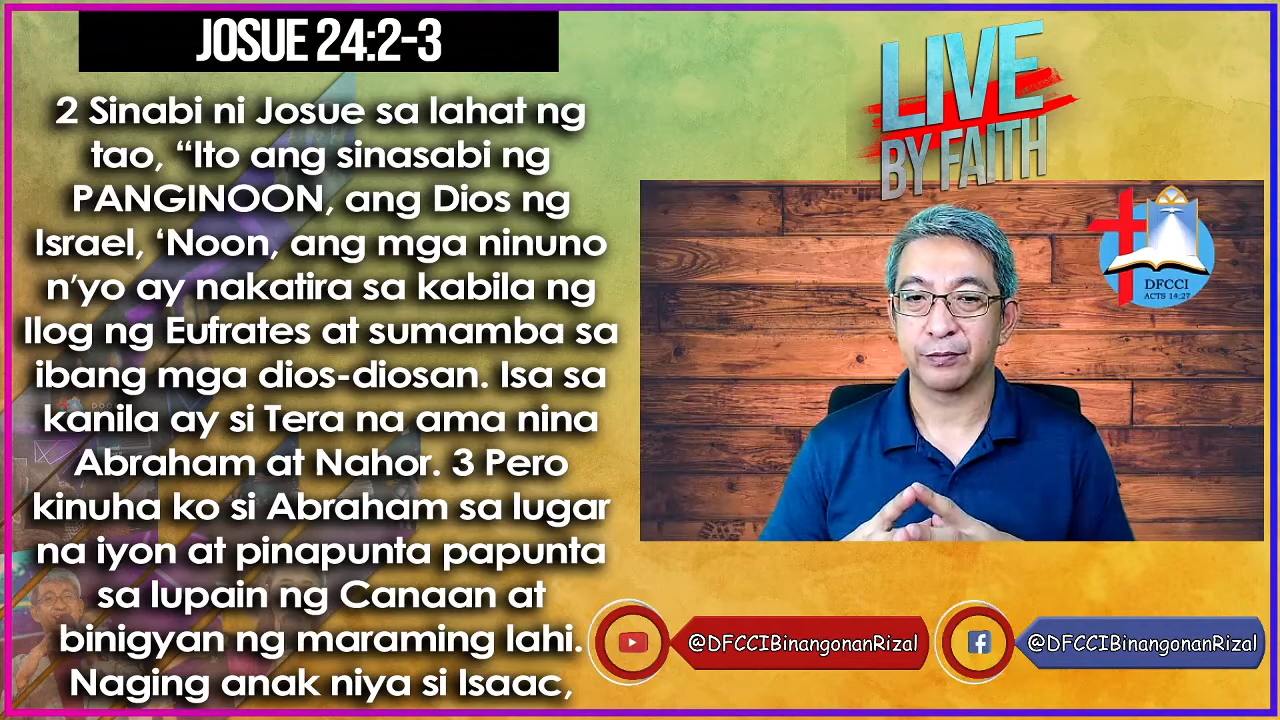 JOSUE 24:2-3
2 Sinabi ni Josue sa lahat ng
tao, “Ito ang sinasabi ng
PANGINOON, ang Dios ng
Israel, ‘Noon, ang mga ninuno
n’yo ay nakatira sa kabila ng
Ilog ng Eufrates at sumamba sa
ibang mga dios-diosan. Isa sa
kanila ay si Tera na ama nina
Abraham at Nahor. 3 Pero
kinuha ko si Abraham sa lugar
na iyon at pinapunta papunta
sa lupain ng Canaan at
binigyan ng maraming lahi.
Naging anak niya si Isaac,
LIVE
BY FAITH
DFCCI
ACTS 14:27
@DFCCIBinangonanRizal
@DFCCIBinangonanRizal